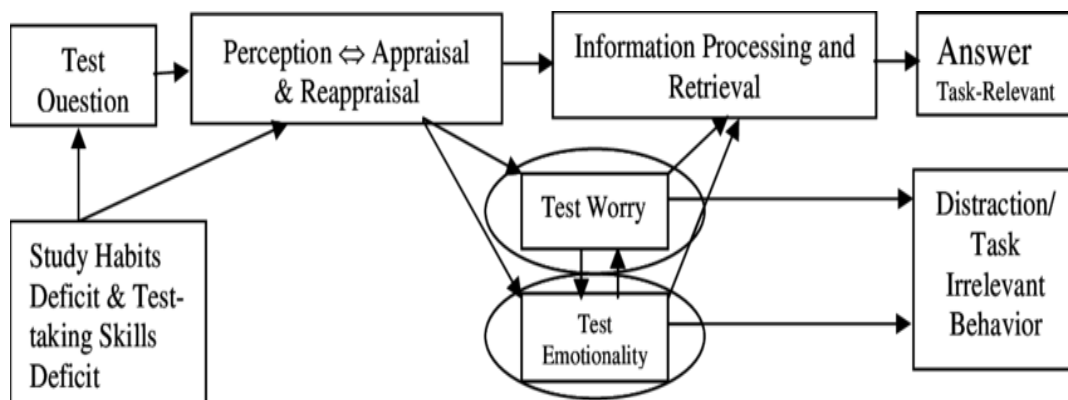 Test
Ouestion
Perception ⇔ Appraisal
& Reappraisal
Information Processing and
Retrieval
Answer
Task-Relevant
Study Habits
Deficit & Test-
taking Skills
Deficit
Test Worry
Test
Emotionality
Distraction/
Task
Irrelevant
Behavior